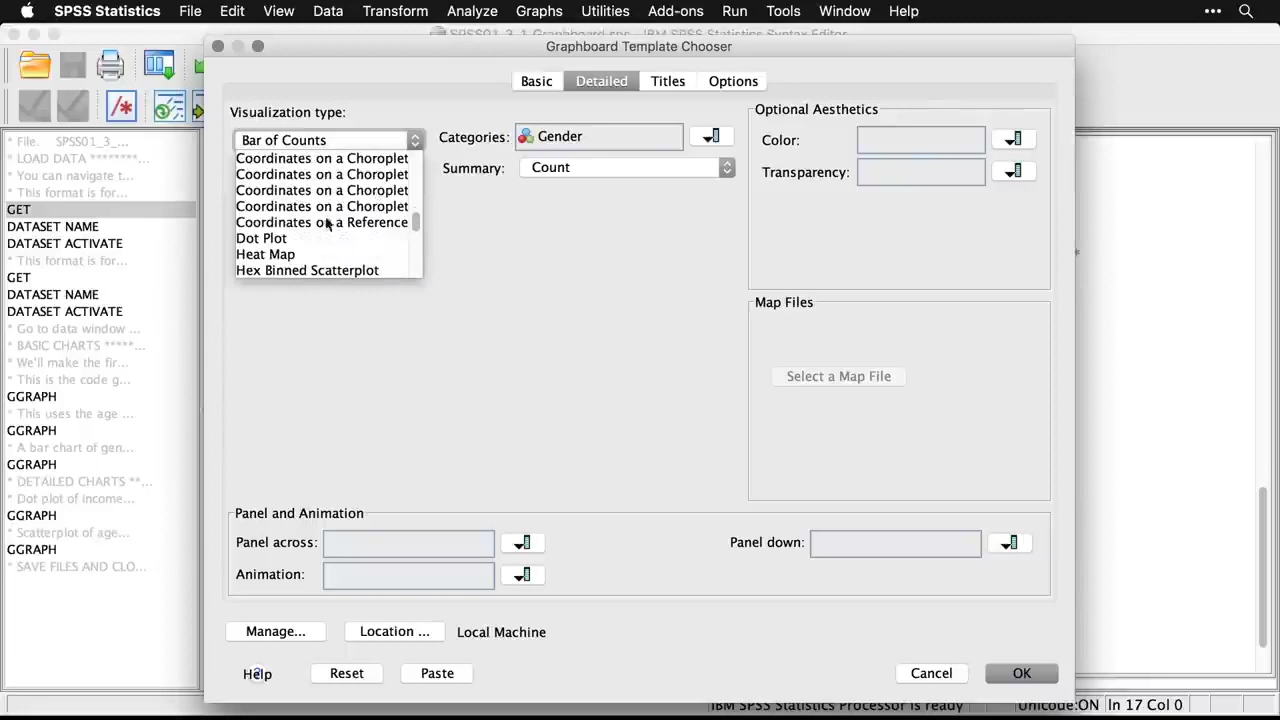 SPSS Statistics File Edit View Data Transform Analyze Graphs Utilities Add-ons Run Tools Window Help
SPSS01_3_1_Graphboard.sps - IBM SPSS Statistics Syntax Editor
Graphboard Template Chooser
Basic Detailed Titles Options
Visualization type:
Bar of Counts
Coordinates on a Choroplet
Coordinates on a Choroplet
Coordinates on a Choroplet
Coordinates on a Choroplet
Coordinates on a Reference
Dot Plot
Heat Map
Hex Binned Scatterplot
Categories: Gender
Summary: Count
Optional Aesthetics
Color:
Transparency:
Map Files
Select a Map File
Panel and Animation
Panel across:
Panel down:
Animation:
Manage... Location ... Local Machine
Help Reset Paste Cancel OK
* File. SPSS01_3_...
* LOAD DATA ********...
* You can navigate t...
* This format is for...
GET
DATASET NAME
DATASET ACTIVATE
* This format is for...
GET
DATASET NAME
DATASET ACTIVATE
* Go to data window ...
* BASIC CHARTS *****...
* We'll make the fir...
* This is the code g...
GGRAPH
* This uses the age ...
GGRAPH
* A bar chart of gen...
GGRAPH
* DETAILED CHARTS **...
* Dot plot of income...
GGRAPH
* Scatterplot of age...
GGRAPH
* SAVE FILES AND CLO...
IBM SPSS Statistics Processor is ready Unicode:ON In 17 Col 0